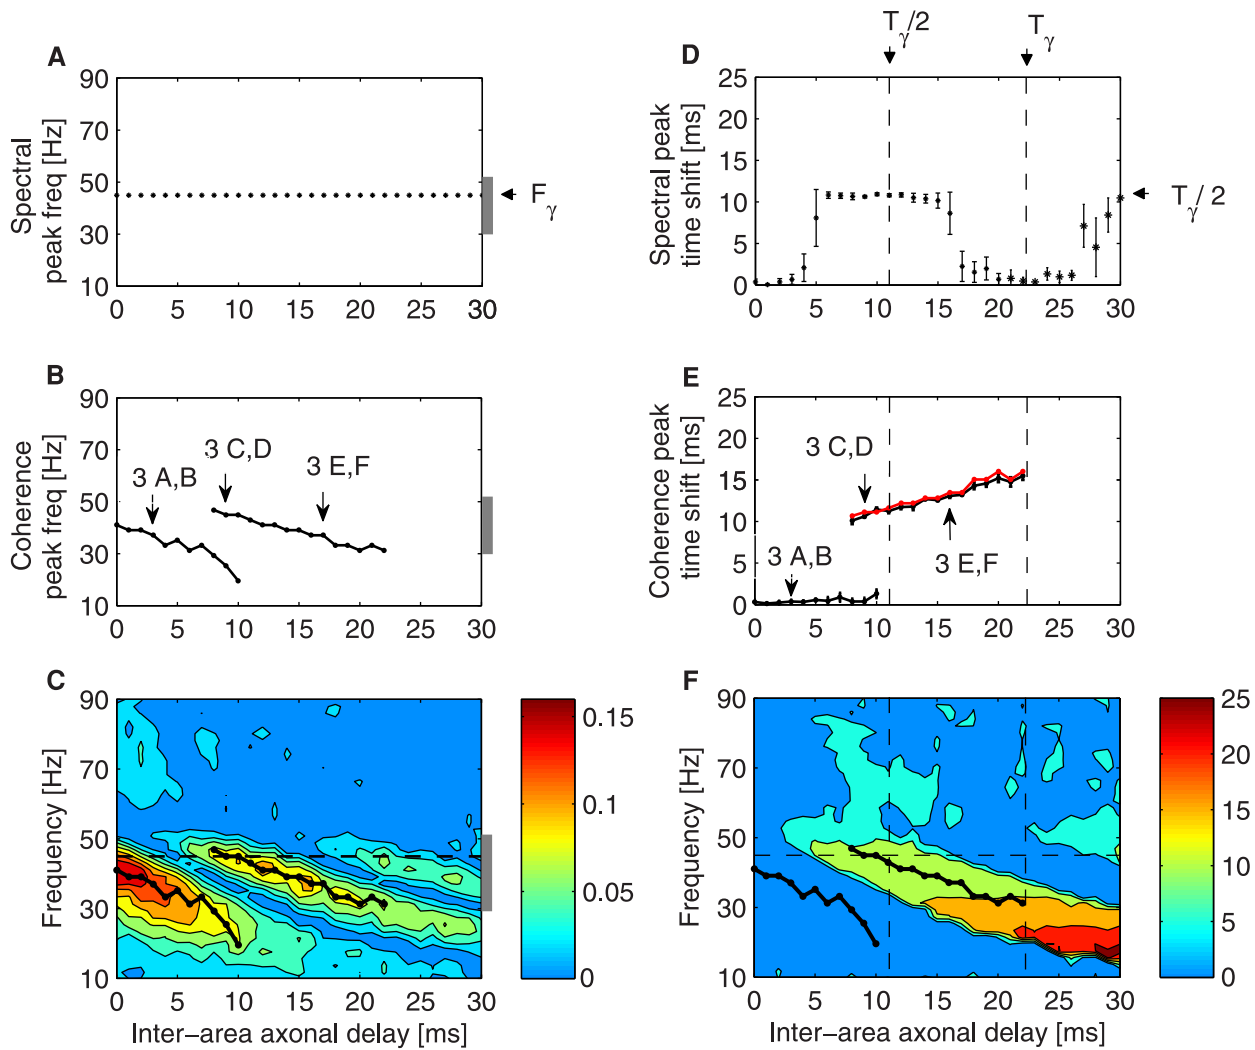 A
90
70
50
30
10
Spectral
peak freq [Hz]
0 5 10 15 20 25 30
F_γ
D
T_γ/2
T_γ
25
20
15
10
5
0
Spectral peak
time shift [ms]
0 5 10 15 20 25 30
T_γ/2
B
90
70
50
30
10
Coherence
peak freq [Hz]
3 A,B
3 C,D
3 E,F
0 5 10 15 20 25 30
E
25
20
15
10
5
0
Coherence peak
time shift [ms]
3 C,D
3 A,B
3 E,F
0 5 10 15 20 25 30
C
90
70
50
30
10
Frequency [Hz]
0 5 10 15 20 25 30
Inter-area axonal delay [ms]
0.15
0.1
0.05
0
F
90
70
50
30
10
Frequency [Hz]
0 5 10 15 20 25 30
Inter-area axonal delay [ms]
25
20
15
10
5
0